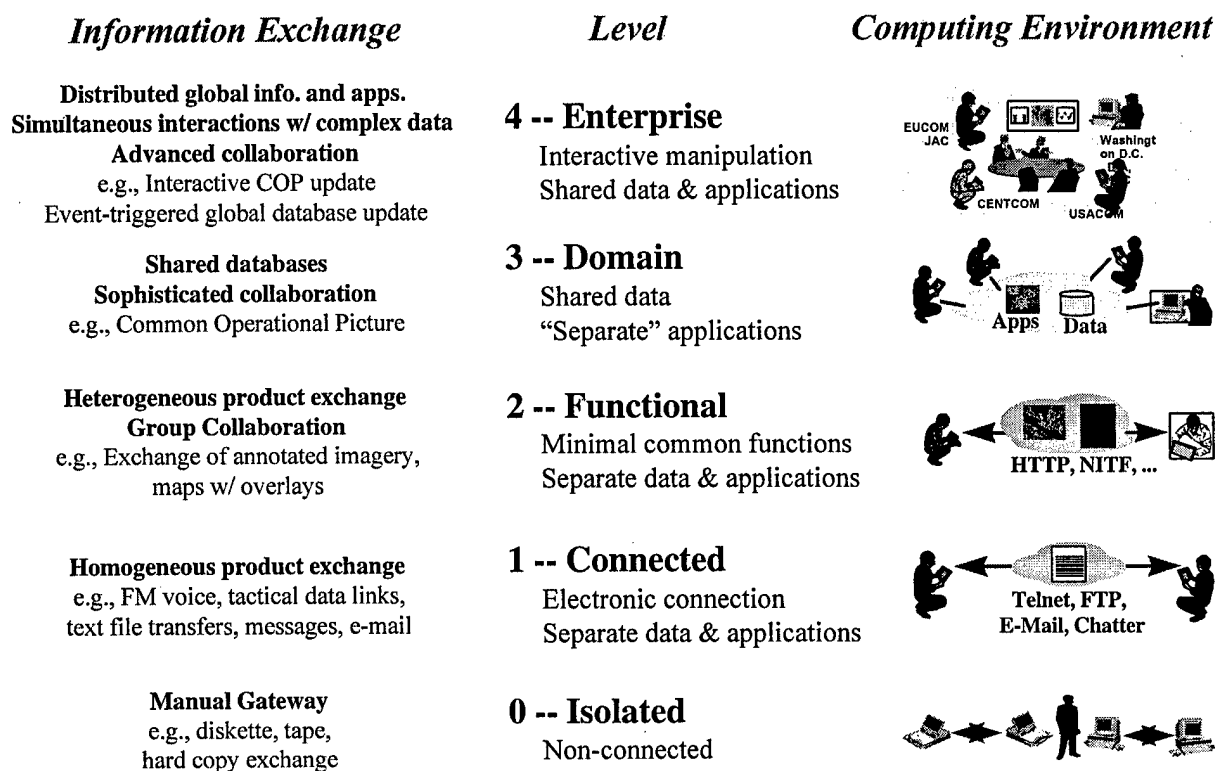 Information Exchange
Level
Computing Environment
Distributed global info. and apps.
Simultaneous interactions w/ complex data
Advanced collaboration
e.g., Interactive COP update
Event-triggered global database update
4 -- Enterprise
Interactive manipulation
Shared data & applications
EUCOM
JAC
Washingt
on D.C.
CENTCOM
USACOM
Shared databases
Sophisticated collaboration
e.g., Common Operational Picture
3 -- Domain
Shared data
“Separate” applications
Apps
Data
Heterogeneous product exchange
Group Collaboration
e.g., Exchange of annotated imagery,
maps w/ overlays
2 -- Functional
Minimal common functions
Separate data & applications
HTTP, NITF, ...
Homogeneous product exchange
e.g., FM voice, tactical data links,
text file transfers, messages, e-mail
1 -- Connected
Electronic connection
Separate data & applications
Telnet, FTP,
E-Mail, Chatter
Manual Gateway
e.g., diskette, tape,
hard copy exchange
0 -- Isolated
Non-connected